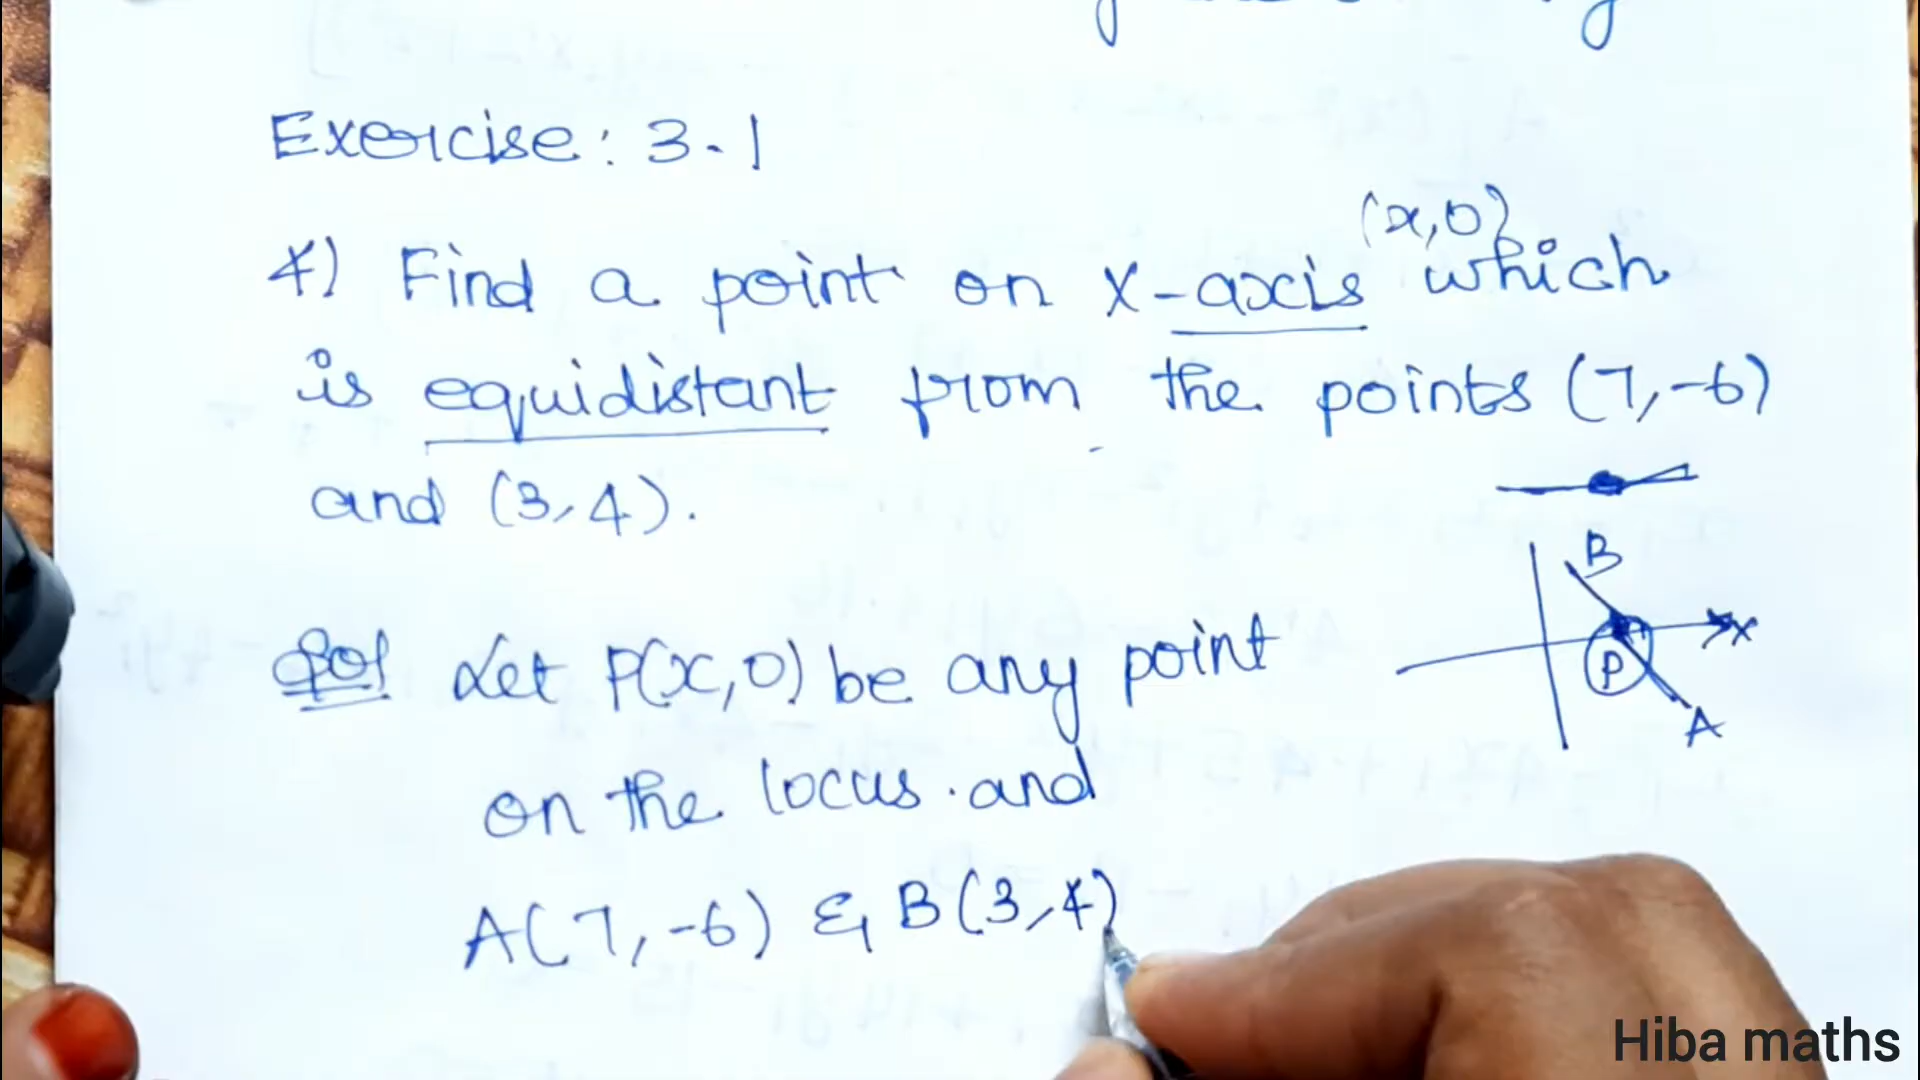 Exercise: 3.1
(x,0)
4) Find a point on X-axis which
is equidistant from the points (7,-6)
and (3,4).
B
x
P
A
Sol Let P(x,0) be any point
on the locus. and
A(7,-6) & B(3,4)
Hiba maths